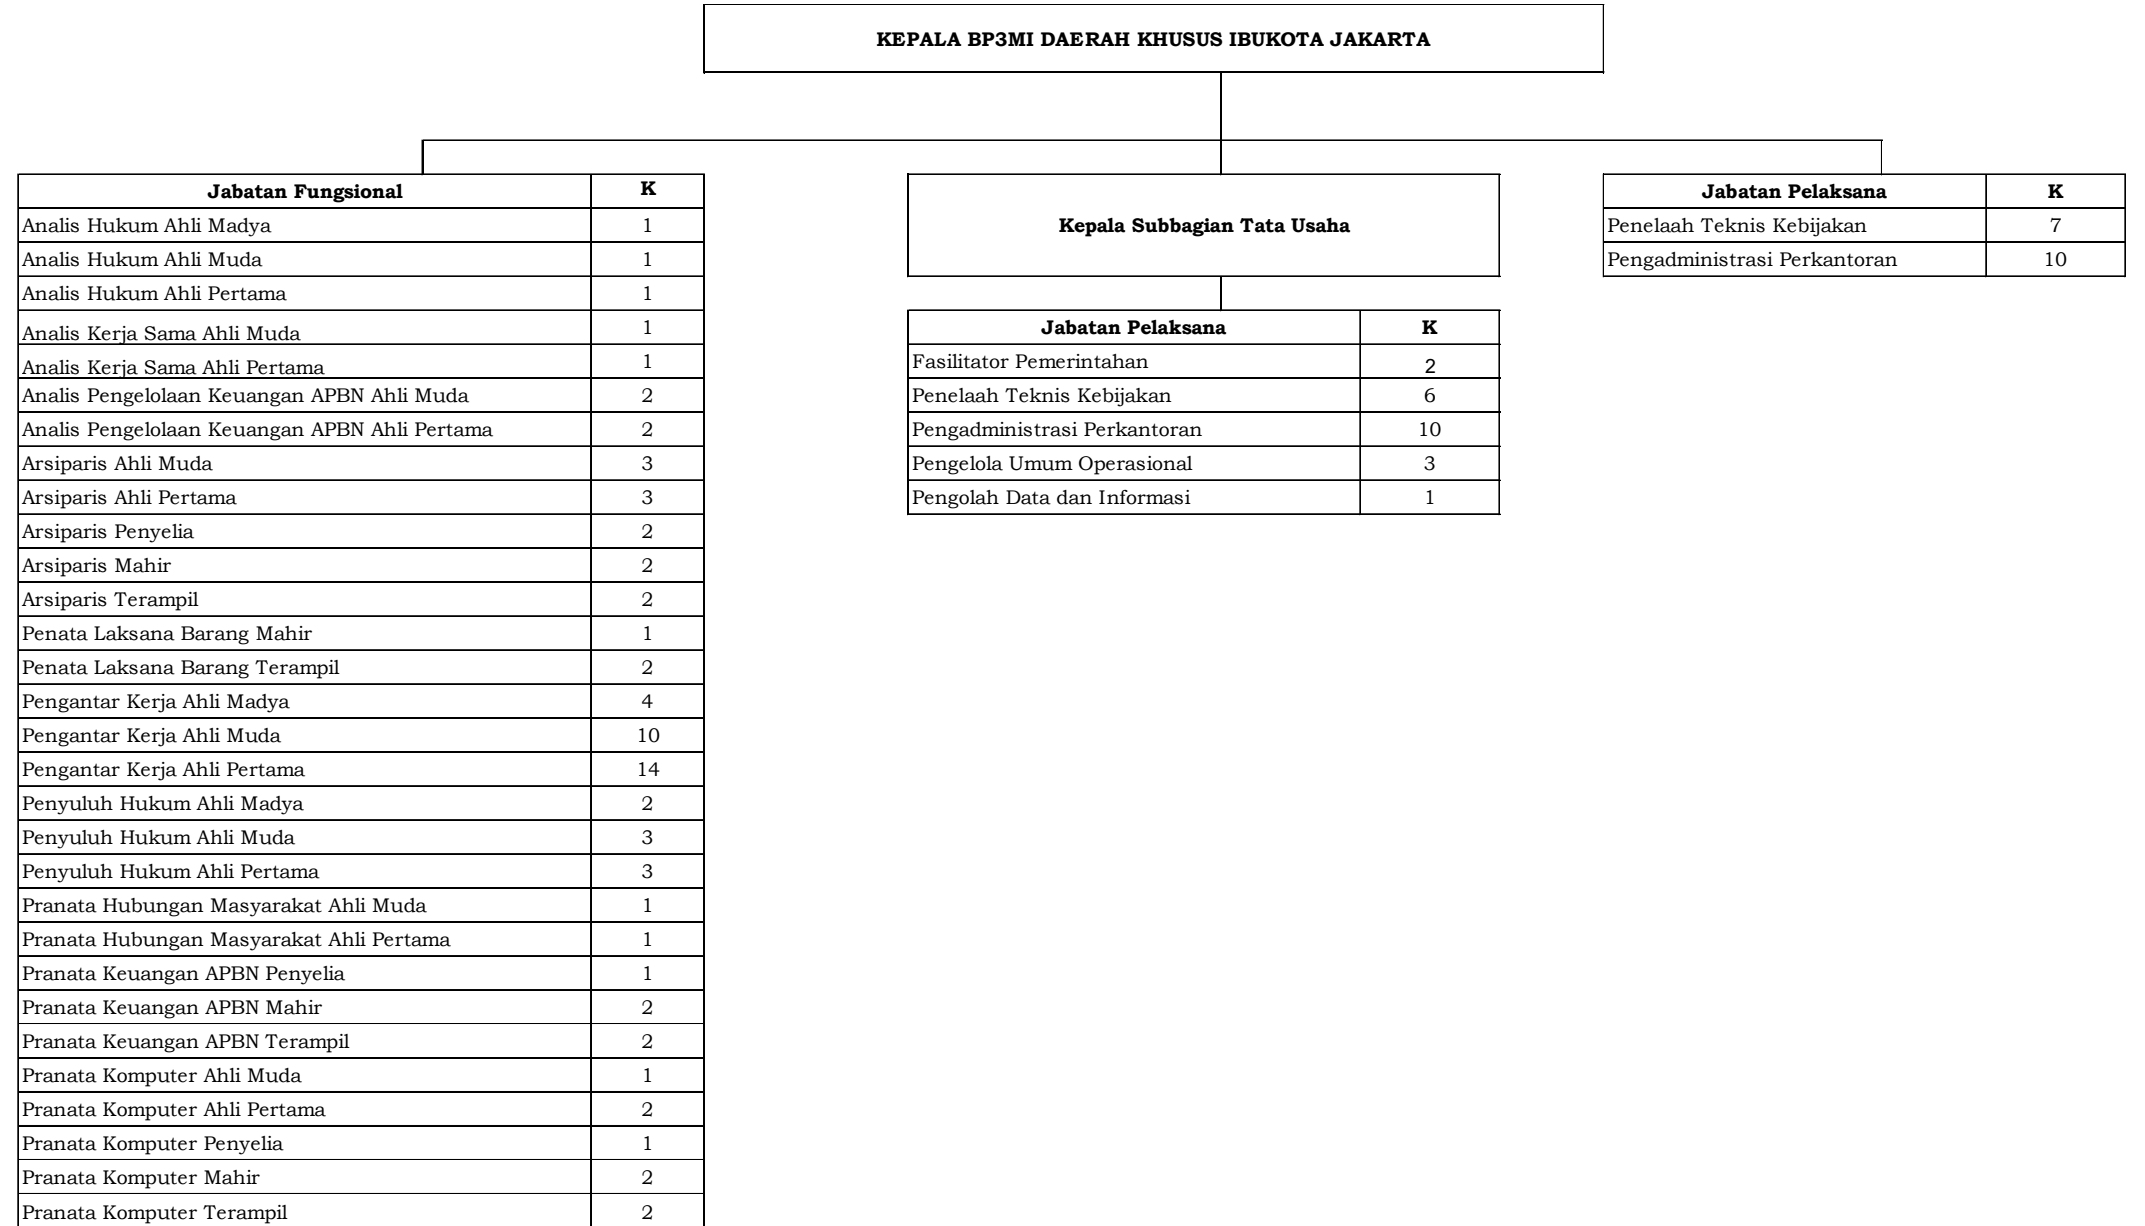 KEPALA BP3MI DAERAH KHUSUS IBUKOTA JAKARTA
Jabatan Fungsional K
Analis Hukum Ahli Madya 1
Analis Hukum Ahli Muda 1
Analis Hukum Ahli Pertama 1
Analis Kerja Sama Ahli Muda 1
Analis Kerja Sama Ahli Pertama 1
Analis Pengelolaan Keuangan APBN Ahli Muda 2
Analis Pengelolaan Keuangan APBN Ahli Pertama 2
Arsiparis Ahli Muda 3
Arsiparis Ahli Pertama 3
Arsiparis Penyelia 2
Arsiparis Mahir 2
Arsiparis Terampil 2
Penata Laksana Barang Mahir 1
Penata Laksana Barang Terampil 2
Pengantar Kerja Ahli Madya 4
Pengantar Kerja Ahli Muda 10
Pengantar Kerja Ahli Pertama 14
Penyuluh Hukum Ahli Madya 2
Penyuluh Hukum Ahli Muda 3
Penyuluh Hukum Ahli Pertama 3
Pranata Hubungan Masyarakat Ahli Muda 1
Pranata Hubungan Masyarakat Ahli Pertama 1
Pranata Keuangan APBN Penyelia 1
Pranata Keuangan APBN Mahir 2
Pranata Keuangan APBN Terampil 2
Pranata Komputer Ahli Muda 1
Pranata Komputer Ahli Pertama 2
Pranata Komputer Penyelia 1
Pranata Komputer Mahir 2
Pranata Komputer Terampil 2
Kepala Subbagian Tata Usaha
Jabatan Pelaksana K
Fasilitator Pemerintahan 2
Penelaah Teknis Kebijakan 6
Pengadministrasi Perkantoran 10
Pengelola Umum Operasional 3
Pengolah Data dan Informasi 1
Jabatan Pelaksana K
Penelaah Teknis Kebijakan 7
Pengadministrasi Perkantoran 10